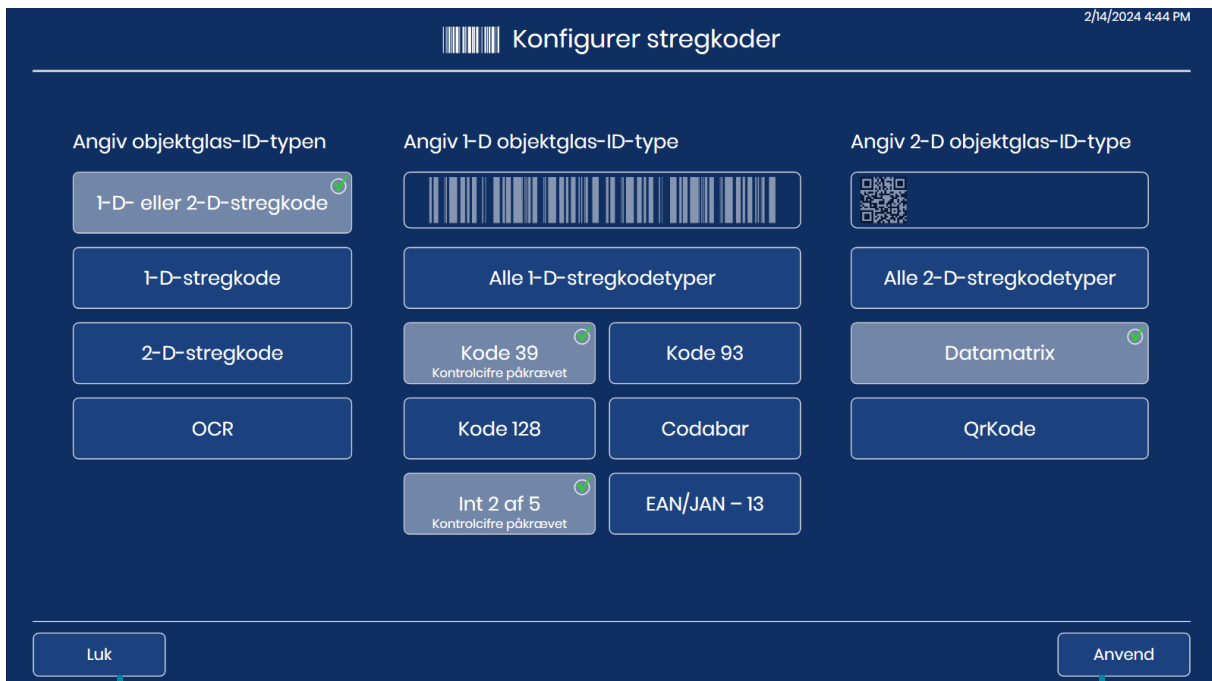 2/14/2024 4:44 PM
Konfigurer stregkoder
Angiv objektglas-ID-typen
1-D- eller 2-D-stregkode
1-D-stregkode
2-D-stregkode
OCR
Angiv 1-D objektglas-ID-type
Alle 1-D-stregkodetyper
Kode 39
Kontrolcifre påkrævet
Kode 93
Kode 128
Codabar
Int 2 af 5
Kontrolcifre påkrævet
EAN/JAN – 13
Angiv 2-D objektglas-ID-type
Alle 2-D-stregkodetyper
Datamatrix
QrKode
Luk
Anvend